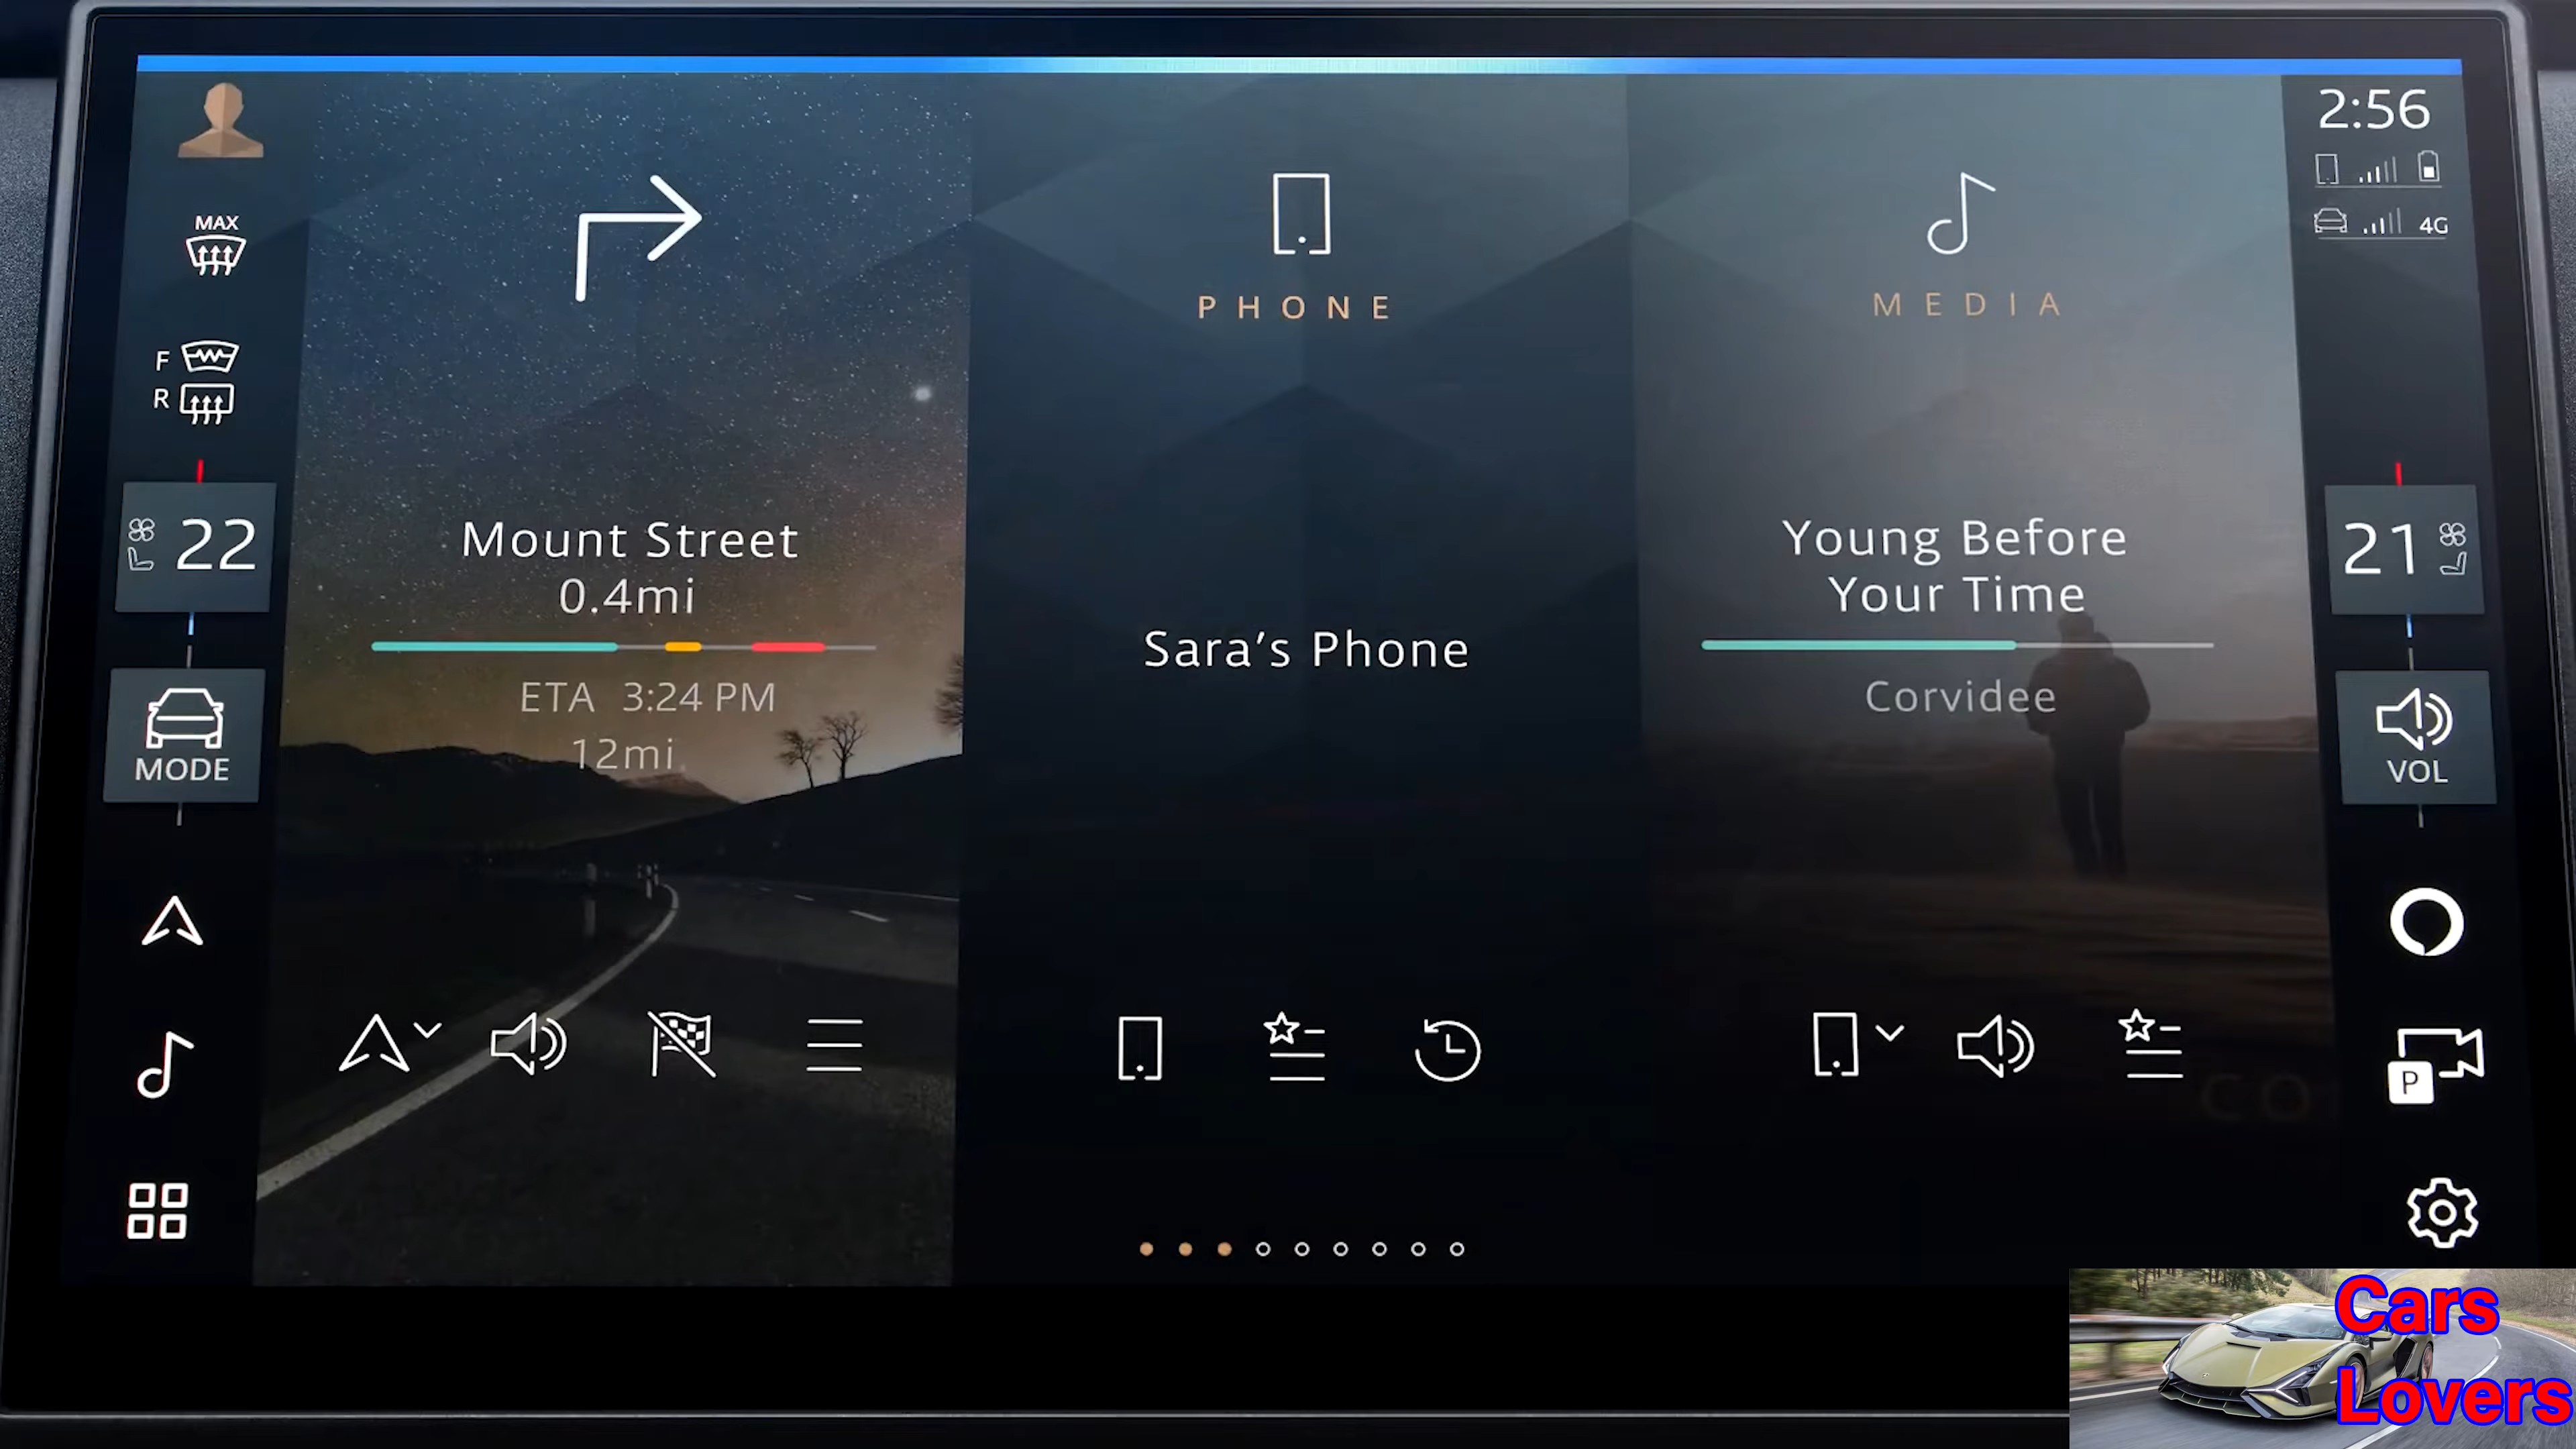 2:56
MAX
F
R
4G
PHONE
MEDIA
22
21
Mount Street
0.4mi
ETA 3:24 PM
12mi
Sara’s Phone
Young Before
Your Time
Corvidee
MODE
VOL
P
Cars
Lovers